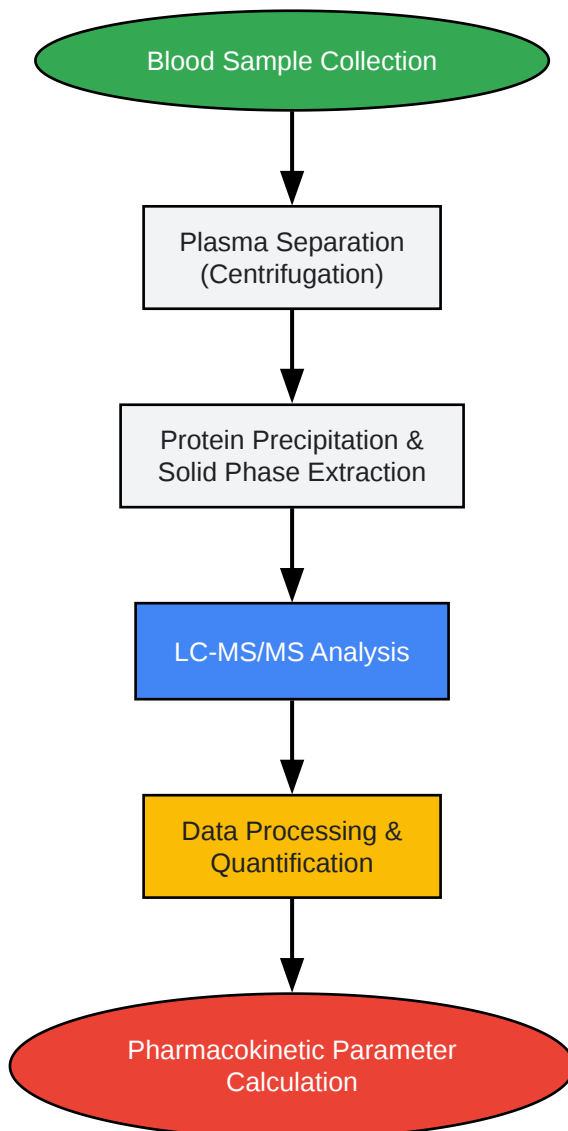 Blood Sample Collection
Plasma Separation
(Centrifugation)
Protein Precipitation &
Solid Phase Extraction
LC-MS/MS Analysis
Data Processing &
Quantification
Pharmacokinetic Parameter
Calculation